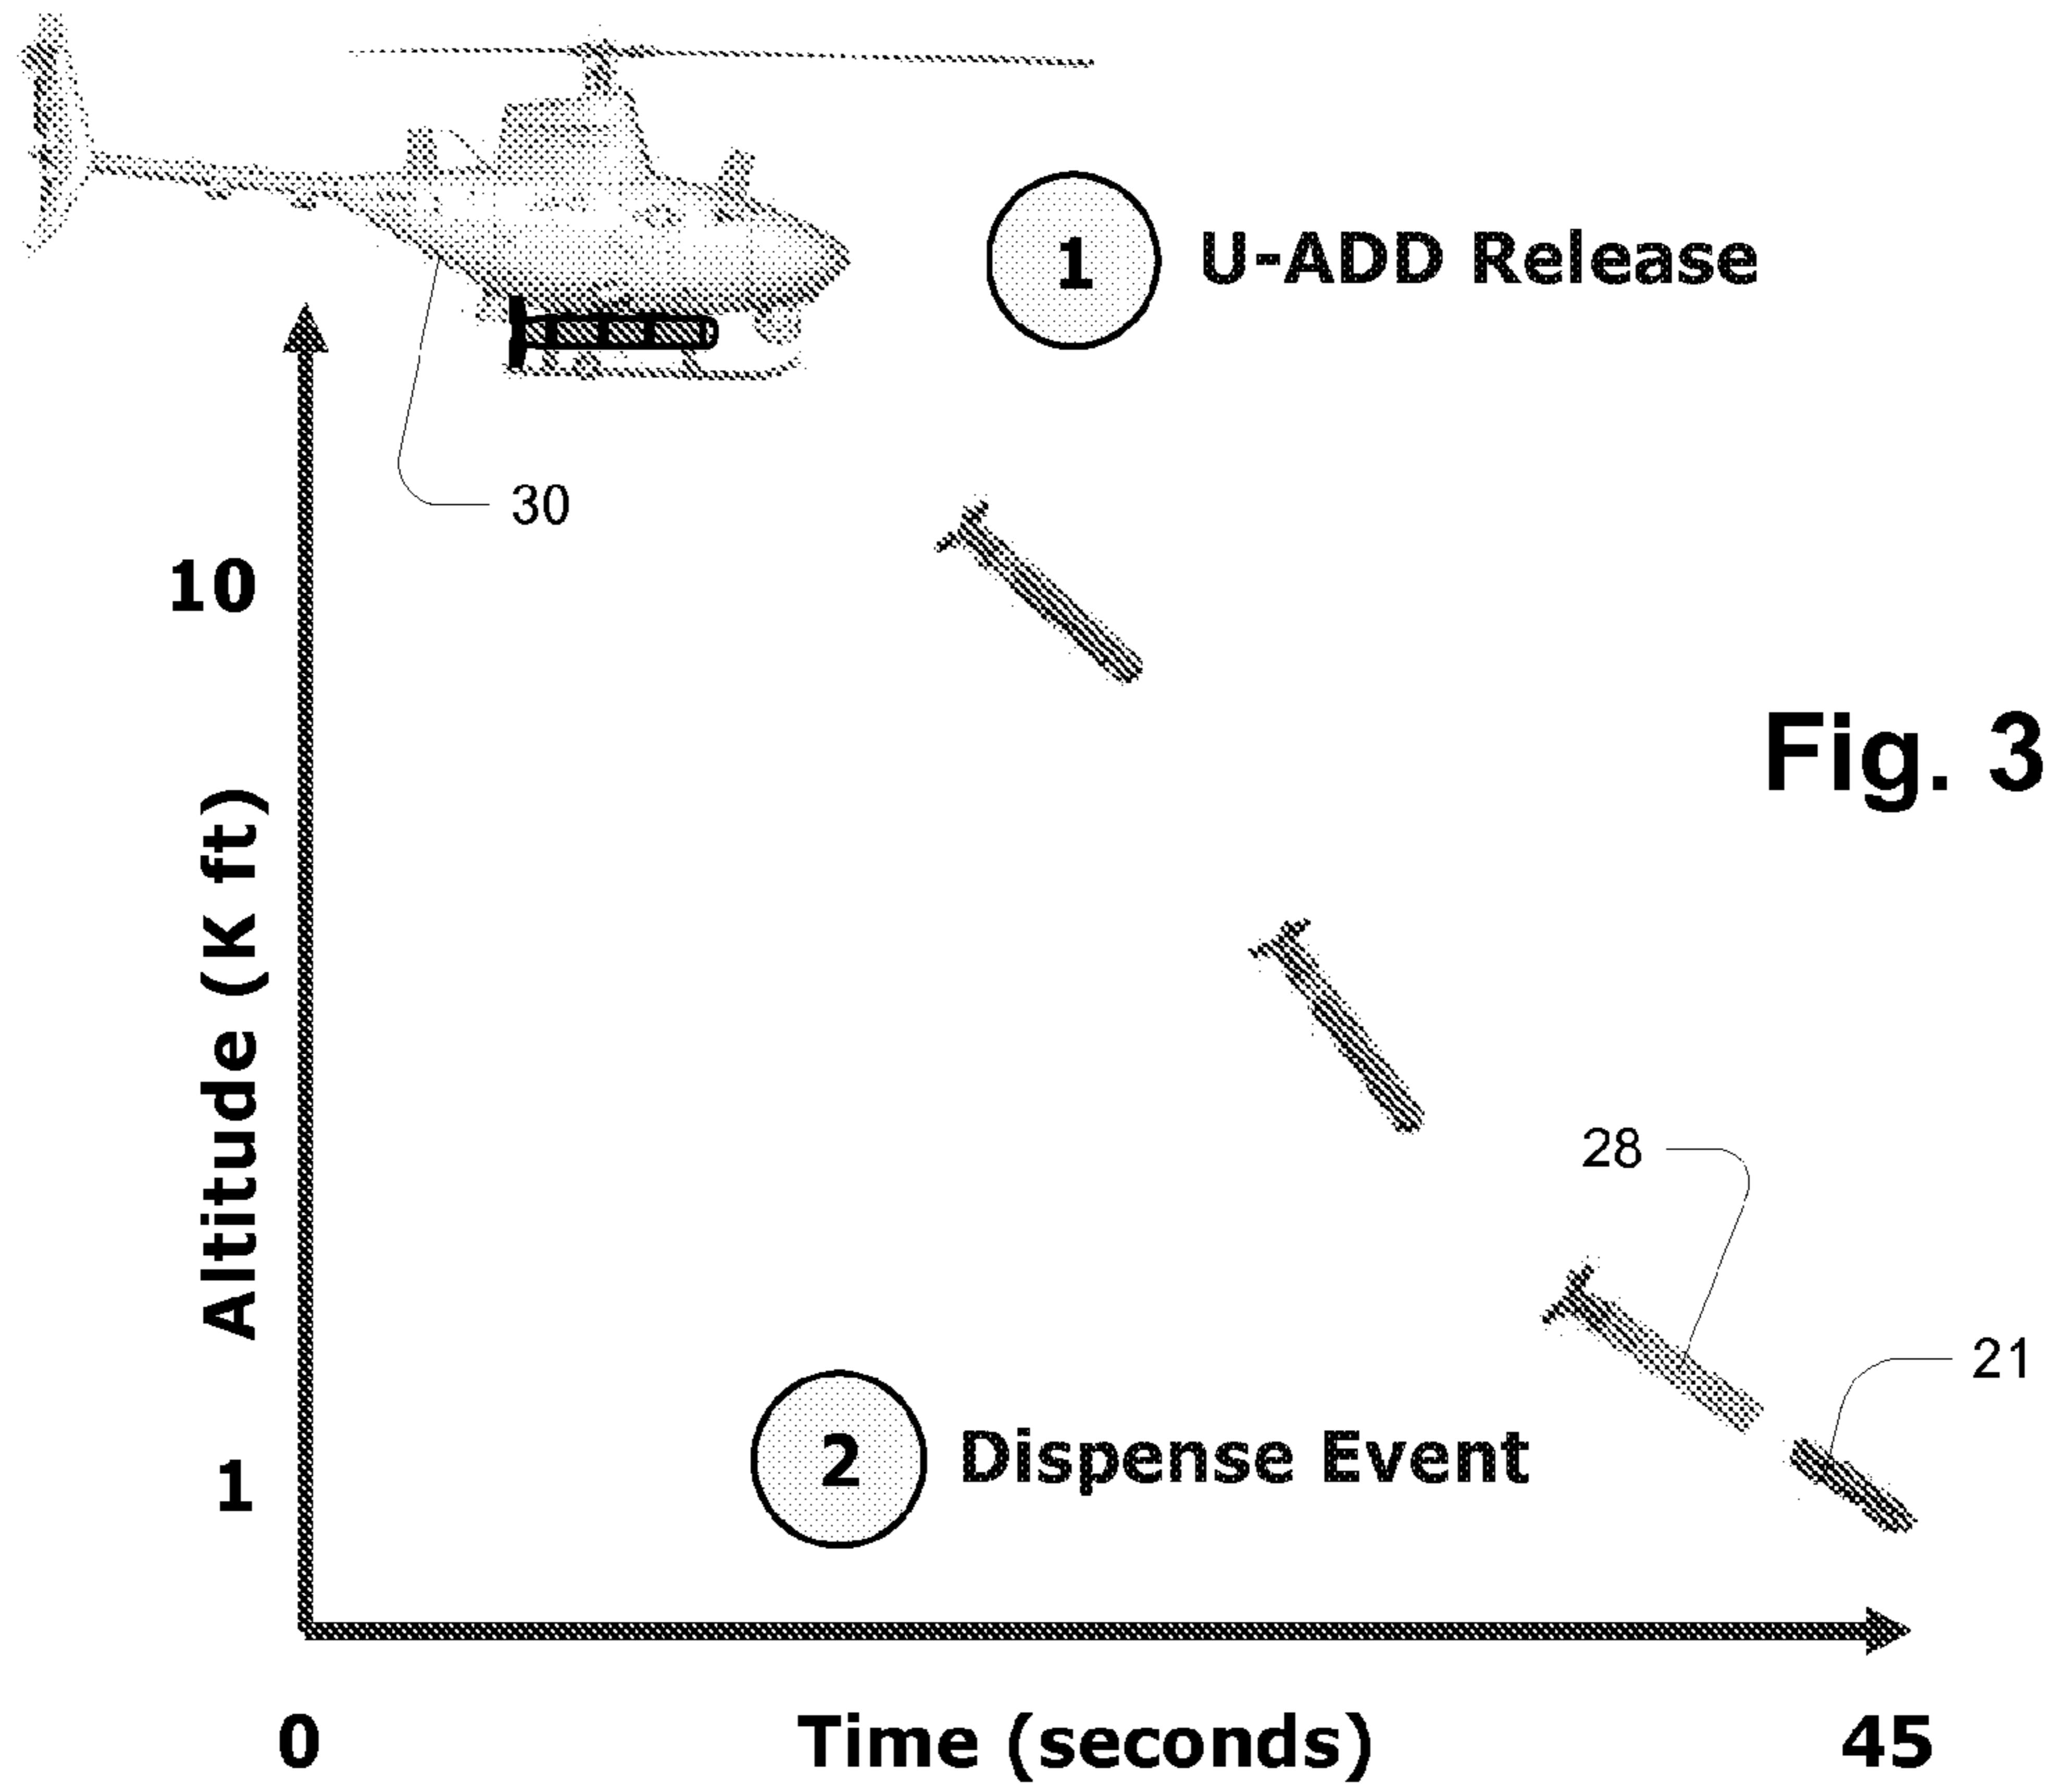 1 U-ADD Release
30
10
Fig. 3
Altitude (K ft)
28
21
2 Dispense Event
1
0 Time (seconds) 45